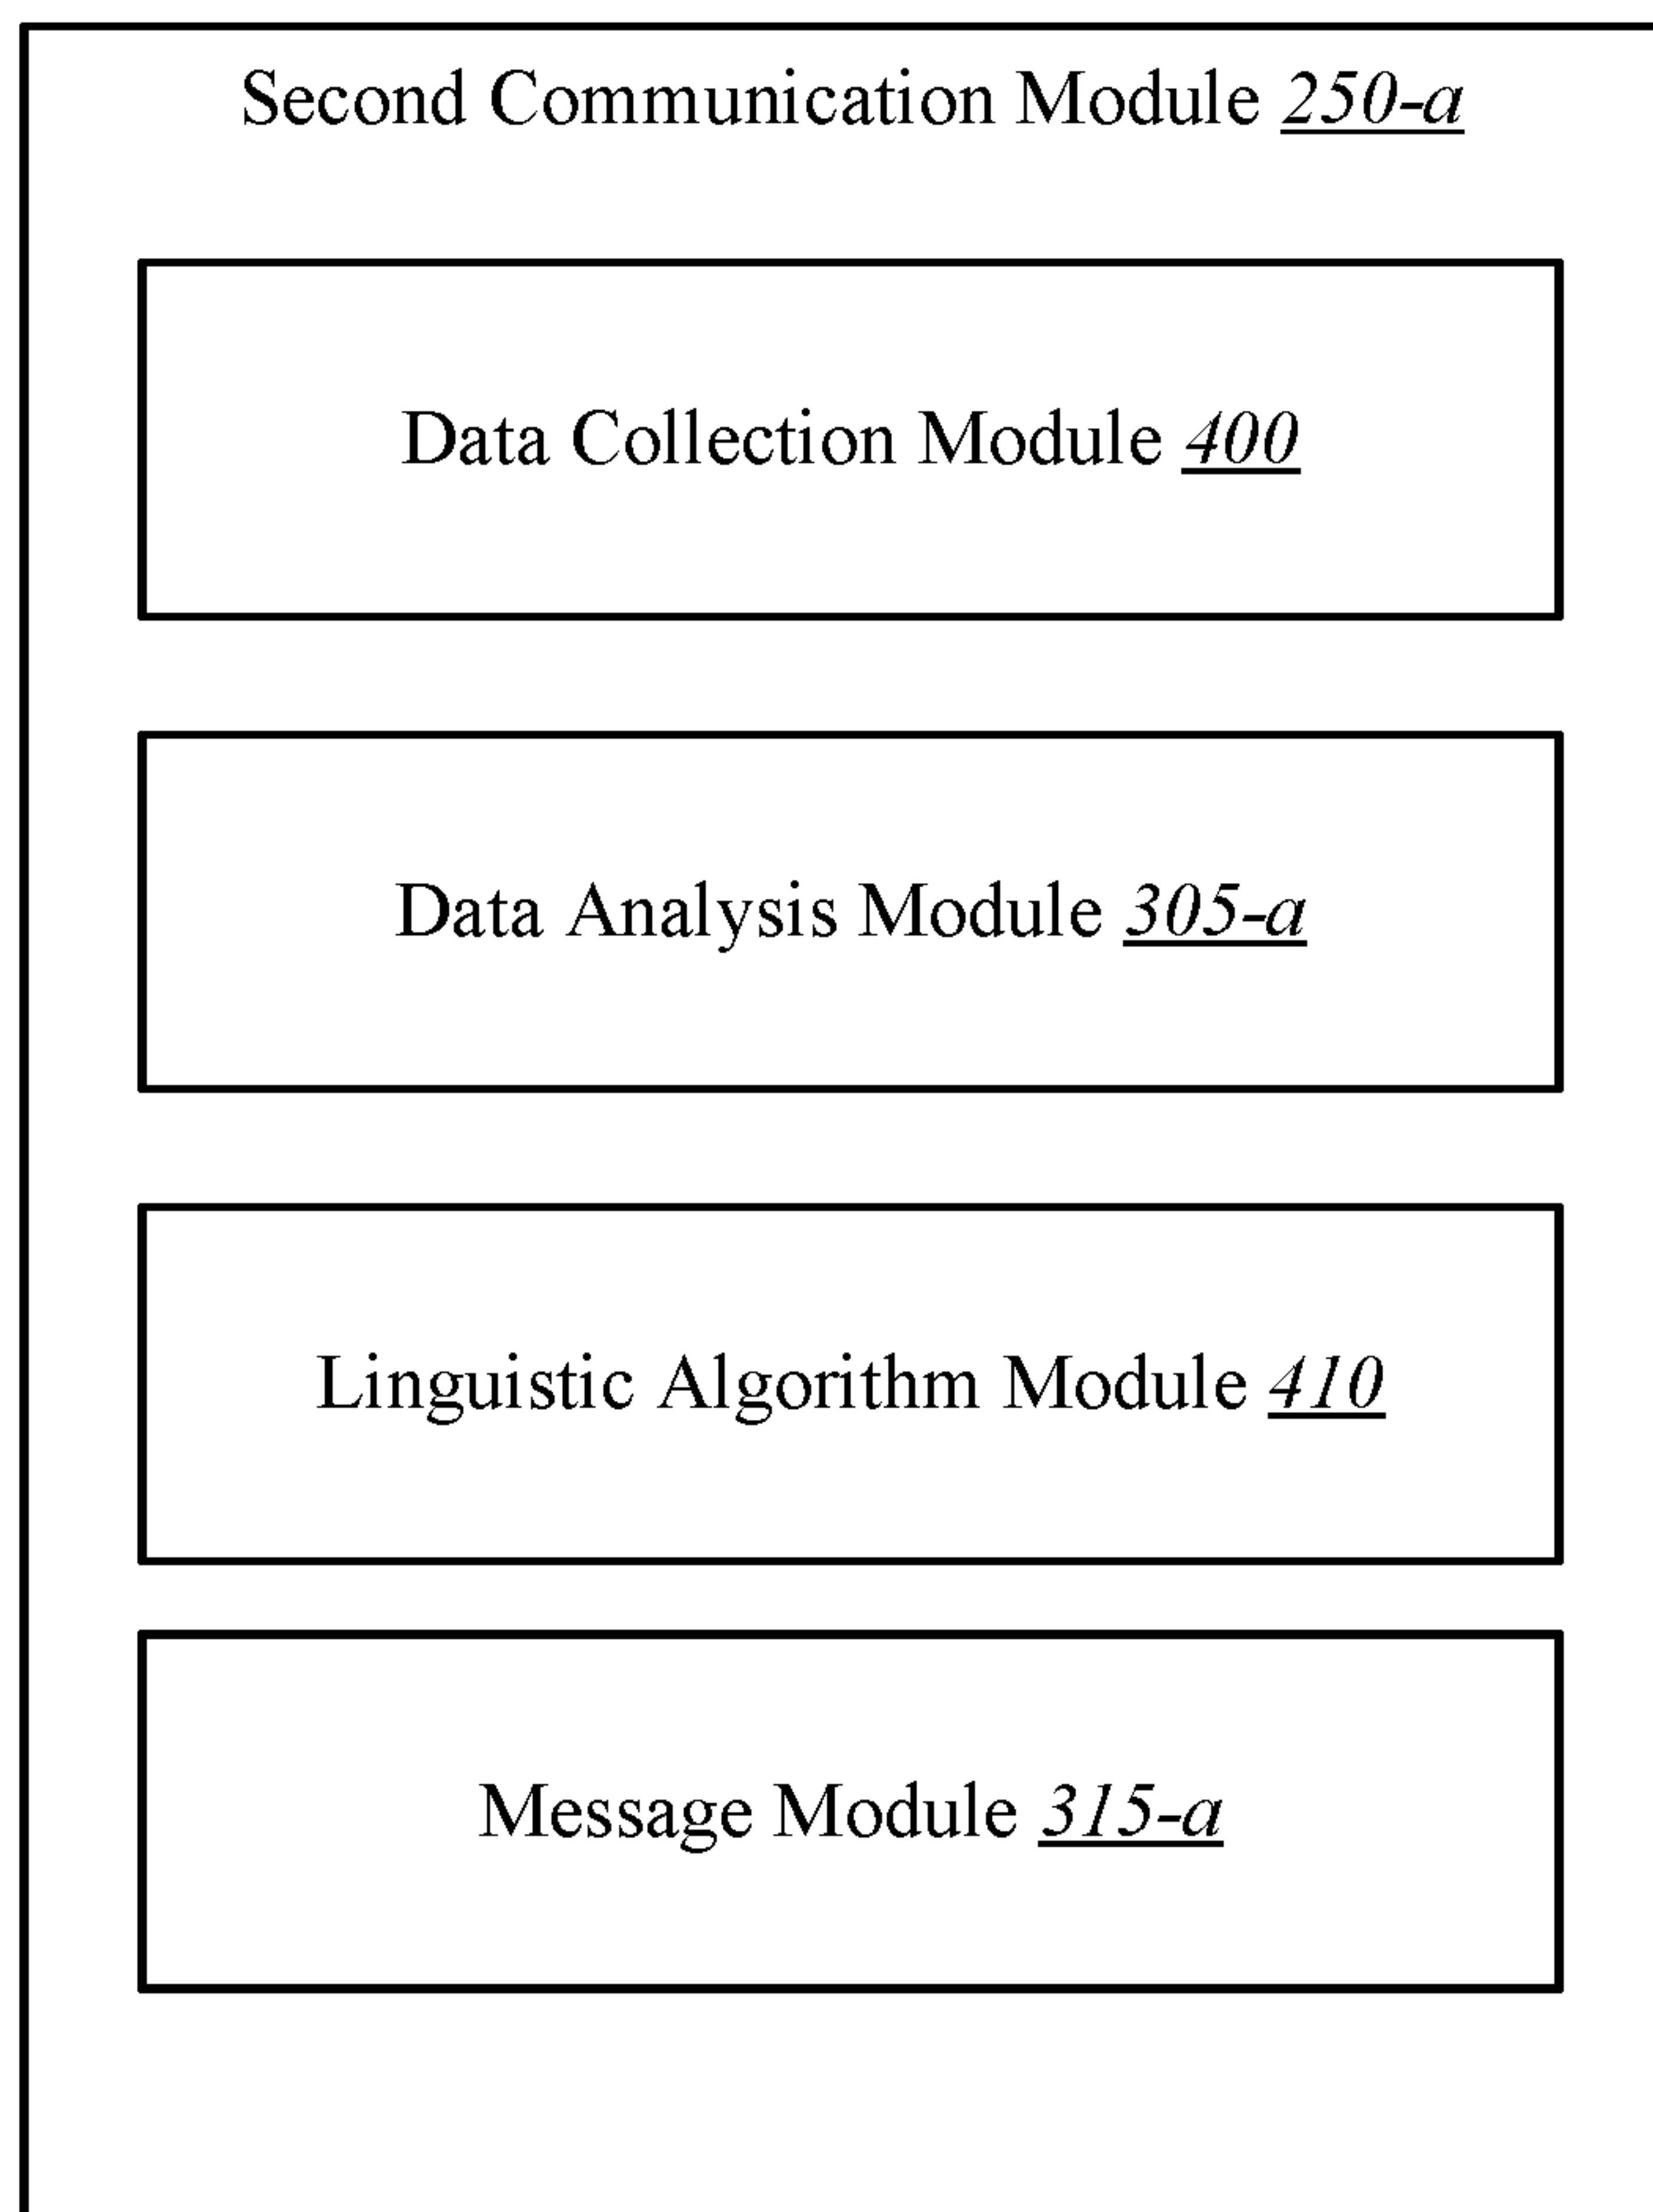 Second Communication Module 250-a
Data Collection Module 400
Data Analysis Module 305-a
Linguistic Algorithm Module 410
Message Module 315-a